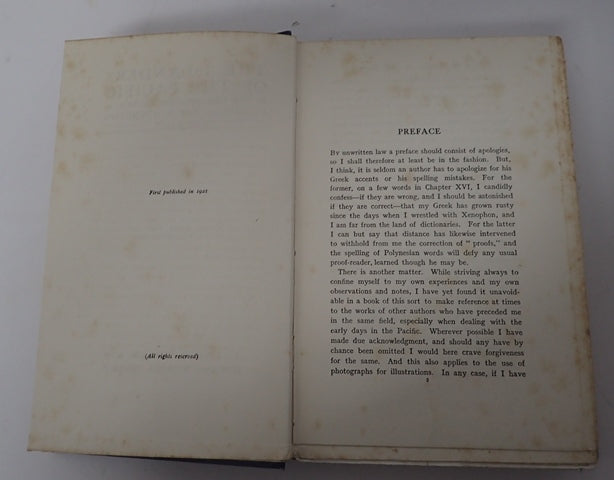 First published in 1921
(All rights reserved)
PREFACE
By unwritten law a preface should consist of apologies,
so I shall therefore at least be in the fashion. But,
I think, it is seldom an author has to apologize for his
Greek accents or his spelling mistakes. For the
former, on a few words in Chapter XVI, I candidly
confess—if they are wrong, and I should be astonished
if they are correct—that my Greek has grown rusty
since the days when I wrestled with Xenophon, and
I am far from the land of dictionaries. For the latter
I can but say that distance has likewise intervened
to withhold from me the correction of " proofs," and
the spelling of Polynesian words will defy any usual
proof-reader, learned though he may be.
There is another matter. While striving always to
confine myself to my own experiences and my own
observations and notes, I have yet found it unavoid-
able in a book of this sort to make reference at times
to the works of other authors who have preceded me
in the same field, especially when dealing with the
early days in the Pacific. Wherever possible I have
made due acknowledgment, and should any have by
chance been omitted I would here crave forgiveness
for the same. And this also applies to the use of
photographs for illustrations. In any case, if I have